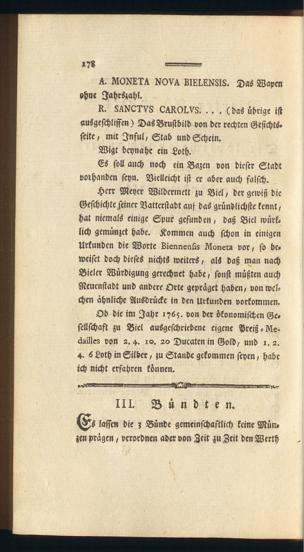 178
A. MONETA NOVA BIELENSIS. Das Wapen
ohne Jahrszahl.
R. SANCTVS CAROLVS. . . . (das übrige ist
ausgeschliffen) Das Brustbild von der rechten Gesichts-
seite, mit Inful, Stab und Schein.
Wigt beynahe ein Loth.
Es soll auch noch ein Bazen von dieser Stadt
vorhanden seyn. Vielleicht ist er aber auch falsch.
Herr Meyer Wildermett zu Biel, der gewiß die
Geschichte seiner Vatterstadt auf das gründlichste kennt,
hat niemals einige Spur gefunden, daß Biel würk-
lich gemünzet habe. Kommen auch schon in einigen
Urkunden die Worte Biennensis Moneta vor, so be-
weiset doch dieses nichts weiters, als daß man nach
Bieler Würdigung gerechnet habe, sonst müßten auch
Neuenstadt und andere Orte gepräget haben, von wel-
chen ähnliche Ausdrücke in den Urkunden vorkommen.
Ob die im Jahr 1765. von der ökonomischen Ge-
sellschaft zu Biel ausgeschriebene eigene Preiß-Me-
dailles von 2. 4. 10. 20 Ducaten in Gold, und 1. 2.
4. 6 Loth in Silber, zu Stande gekommen seyen, habe
ich nicht erfahren können.
III. Bündten.
Es lassen die 3 Bünde gemeinschaftlich keine Mün-
zen prägen, verordnen aber von Zeit zu Zeit den Werth